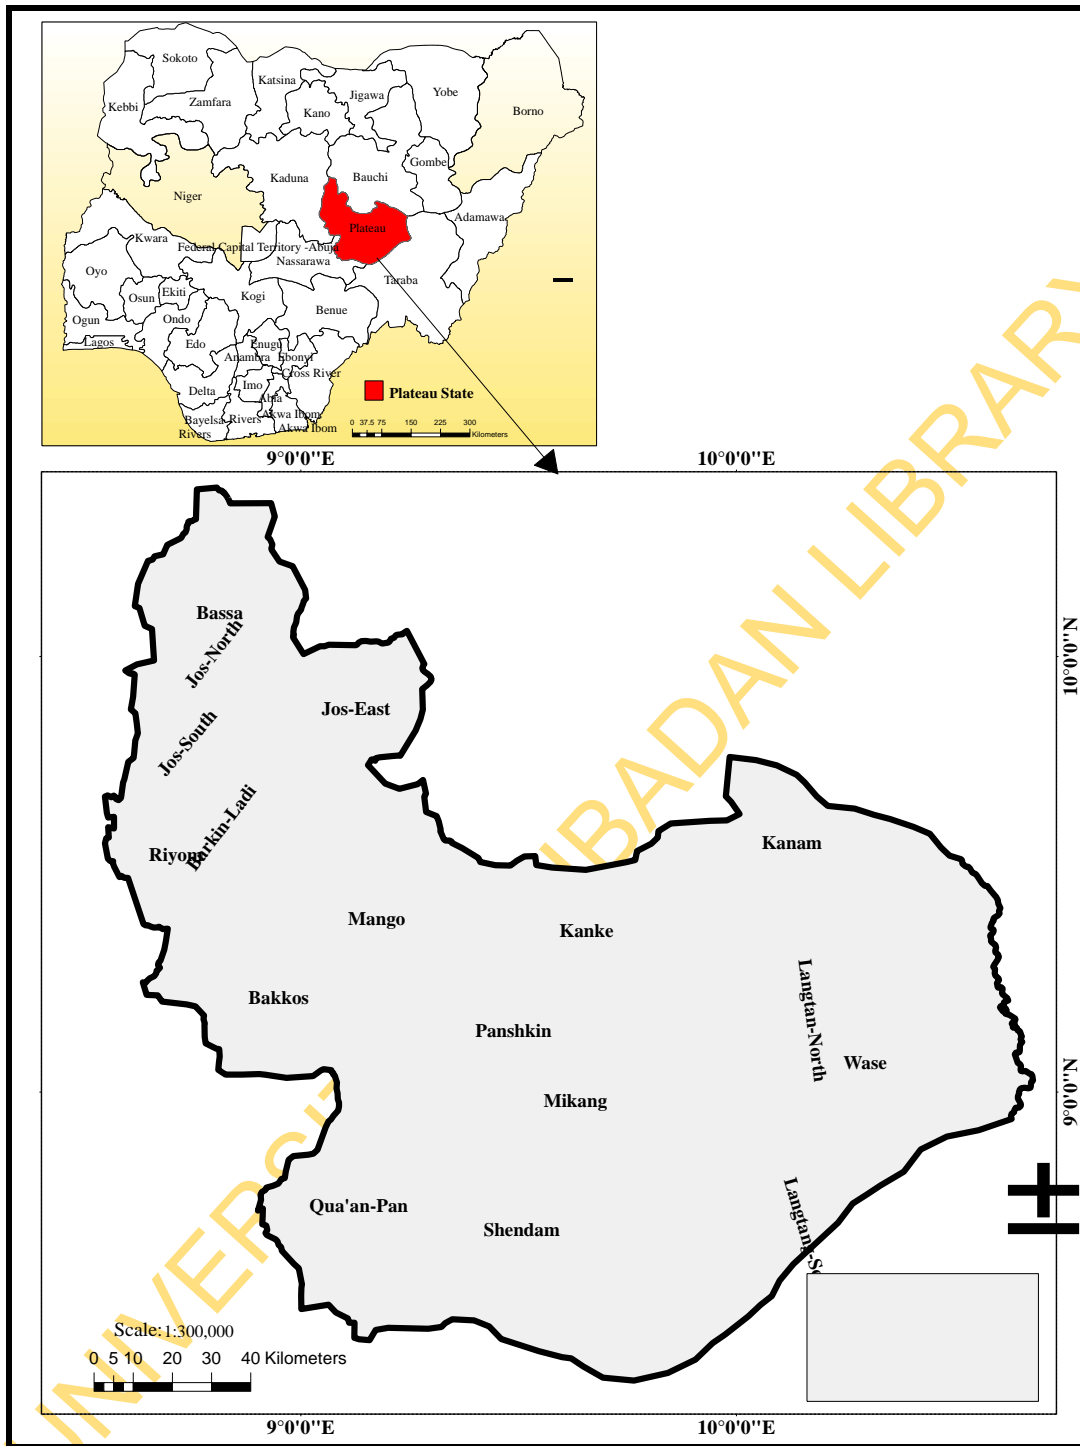 Sokoto
Katsina
Jigawa
Yobe
Kebbi
Zamfara
Kano
Borno
Gombe
Kaduna
Bauchi
Niger
Adamawa
Plateau
Kwara
Federal Capital Territory -Abuja
Nassarawa
Oyo
Taraba
Osun
Ekiti
Kogi
Benue
Ogun
Ondo
Lagos
Edo
Enugu
Anambra
Ebonyi
Cross River
Imo
Delta
Abia
Plateau State
Bayelsa
Rivers
Akwa Ibom
Rivers
Akwa Ibom
0 37.5 75 150 225 300
Kilometers
9°0'0"E 10°0'0"E
Bassa
Jos-North
10°0'0"N
Jos-East
Jos-South
Barkin-Ladi
Riyom
Kanam
Mango
Kanke
Langtan-North
Bakkos
Panshkin
Wase
9°0'0"N
Mikang
Qua'an-Pan
Shendam
Langtang-So
Scale:1:300,000
0 5 10 20 30 40 Kilometers
9°0'0"E 10°0'0"E
UNIVERSITY IBADAN LIBRARY